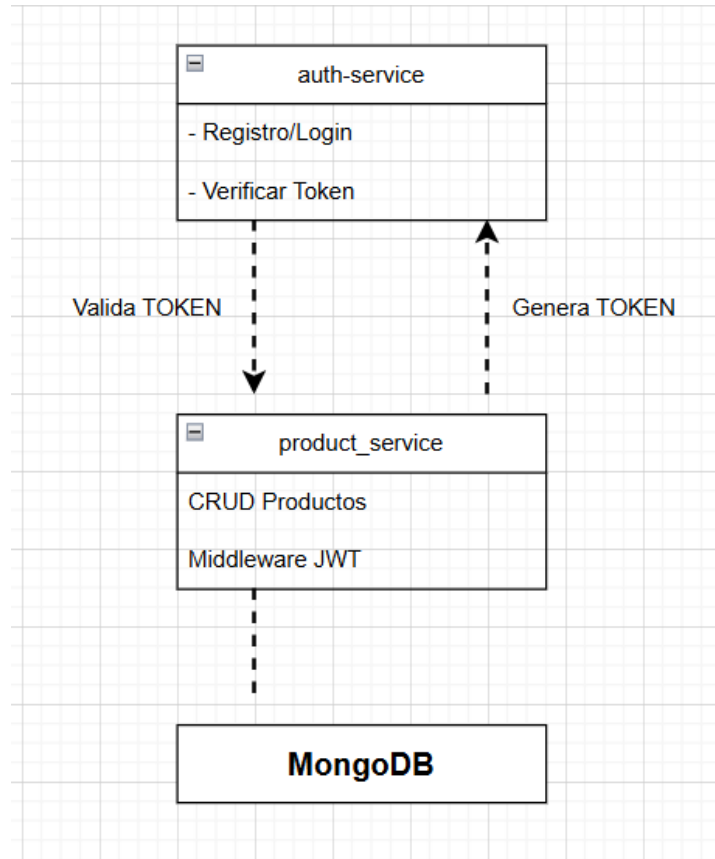 auth-service
- Registro/Login
- Verificar Token
Valida TOKEN
Genera TOKEN
product_service
CRUD Productos
Middleware JWT
MongoDB